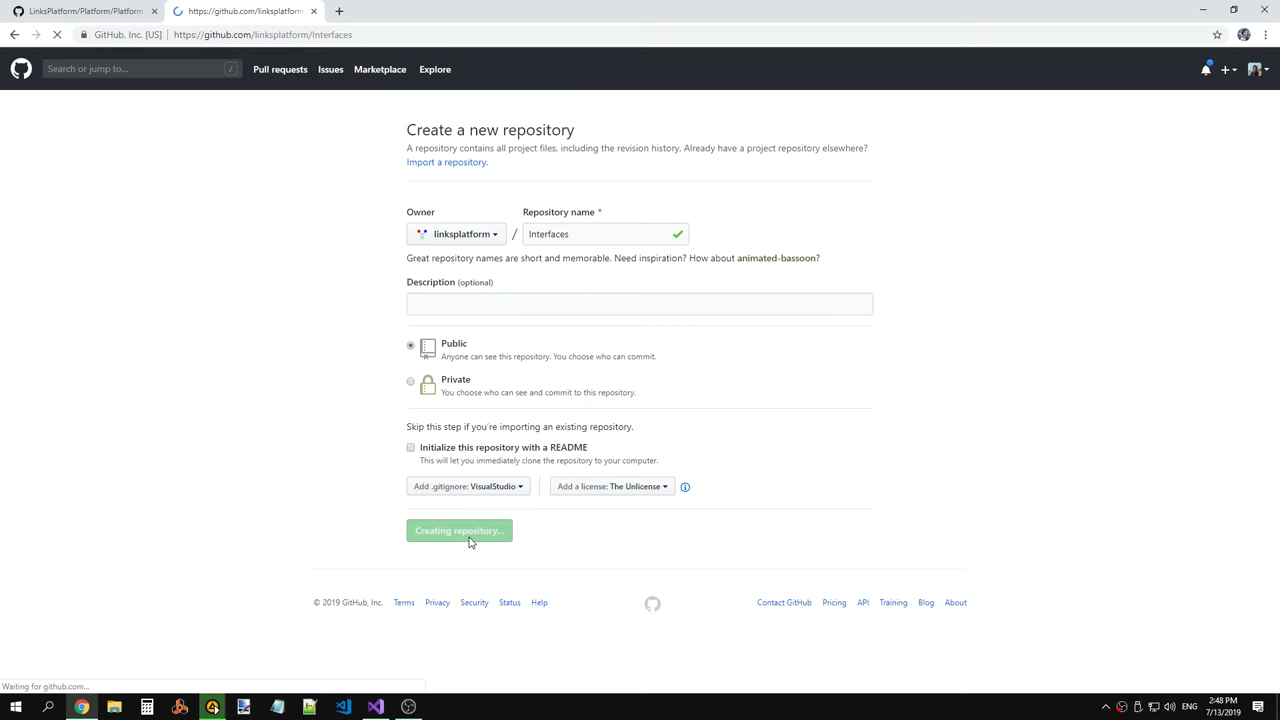 LinksPlatform/Platform/Platform
https://github.com/linksplatform
GitHub, Inc. [US]
https://github.com/linksplatform/Interfaces
Search or jump to...
/
Pull requests
Issues
Marketplace
Explore
Create a new repository
A repository contains all project files, including the revision history. Already have a project repository elsewhere?
Import a repository.
Owner
Repository name *
linksplatform
/
Interfaces
Great repository names are short and memorable. Need inspiration? How about animated-bassoon?
Description (optional)
Public
Anyone can see this repository. You choose who can commit.
Private
You choose who can see and commit to this repository.
Skip this step if you're importing an existing repository.
Initialize this repository with a README
This will let you immediately clone the repository to your computer.
Add .gitignore: VisualStudio
Add a license: The Unlicense
Creating repository...
© 2019 GitHub, Inc.
Terms
Privacy
Security
Status
Help
Contact GitHub
Pricing
API
Training
Blog
About
Waiting for github.com...
ENG
2:48 PM
7/13/2019